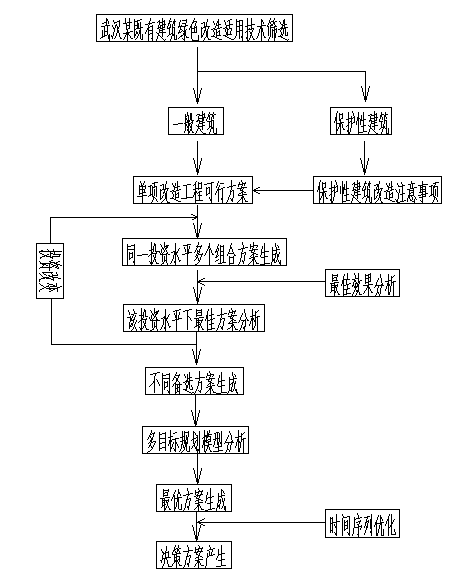 武汉某既有建筑绿色改造适用技术筛选
一般建筑
保护性建筑
单项改造工程可行方案
保护性建筑改造注意事项
同一投资水平多个组合方案生成
投资改变
最佳效果分析
该投资水平下最佳方案分析
不同备选方案生成
多目标规划模型分析
最优方案生成
时间序列优化
决策方案产生